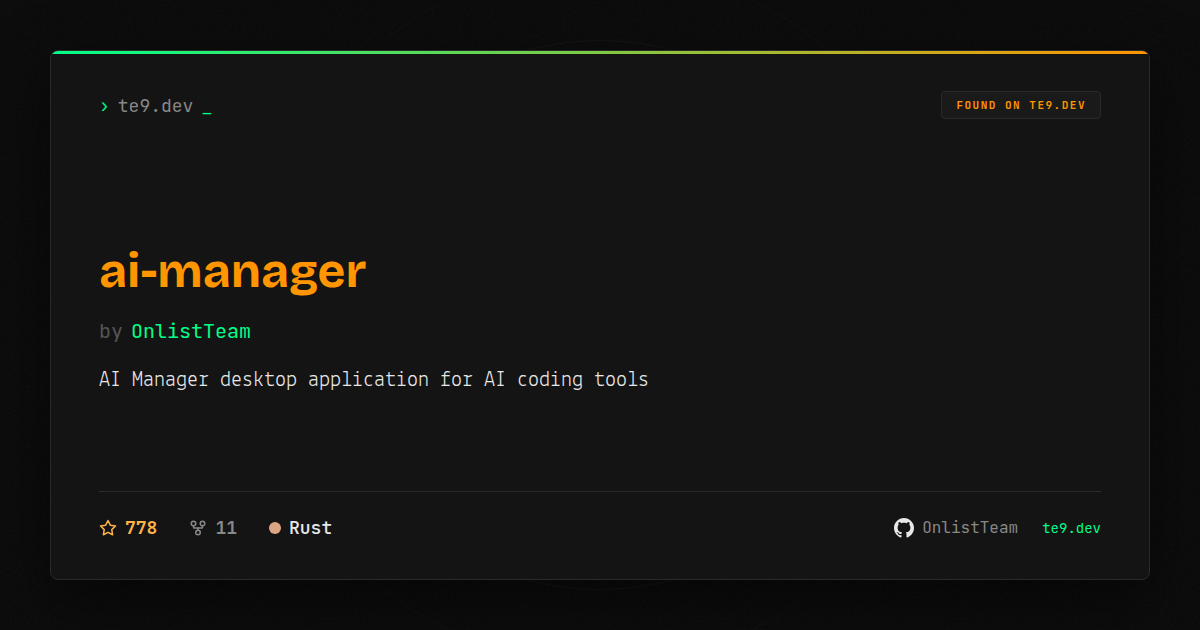 › te9.dev _
FOUND ON TE9.DEV
ai-manager
by OnlistTeam
AI Manager desktop application for AI coding tools
778 11 Rust
OnlistTeam te9.dev